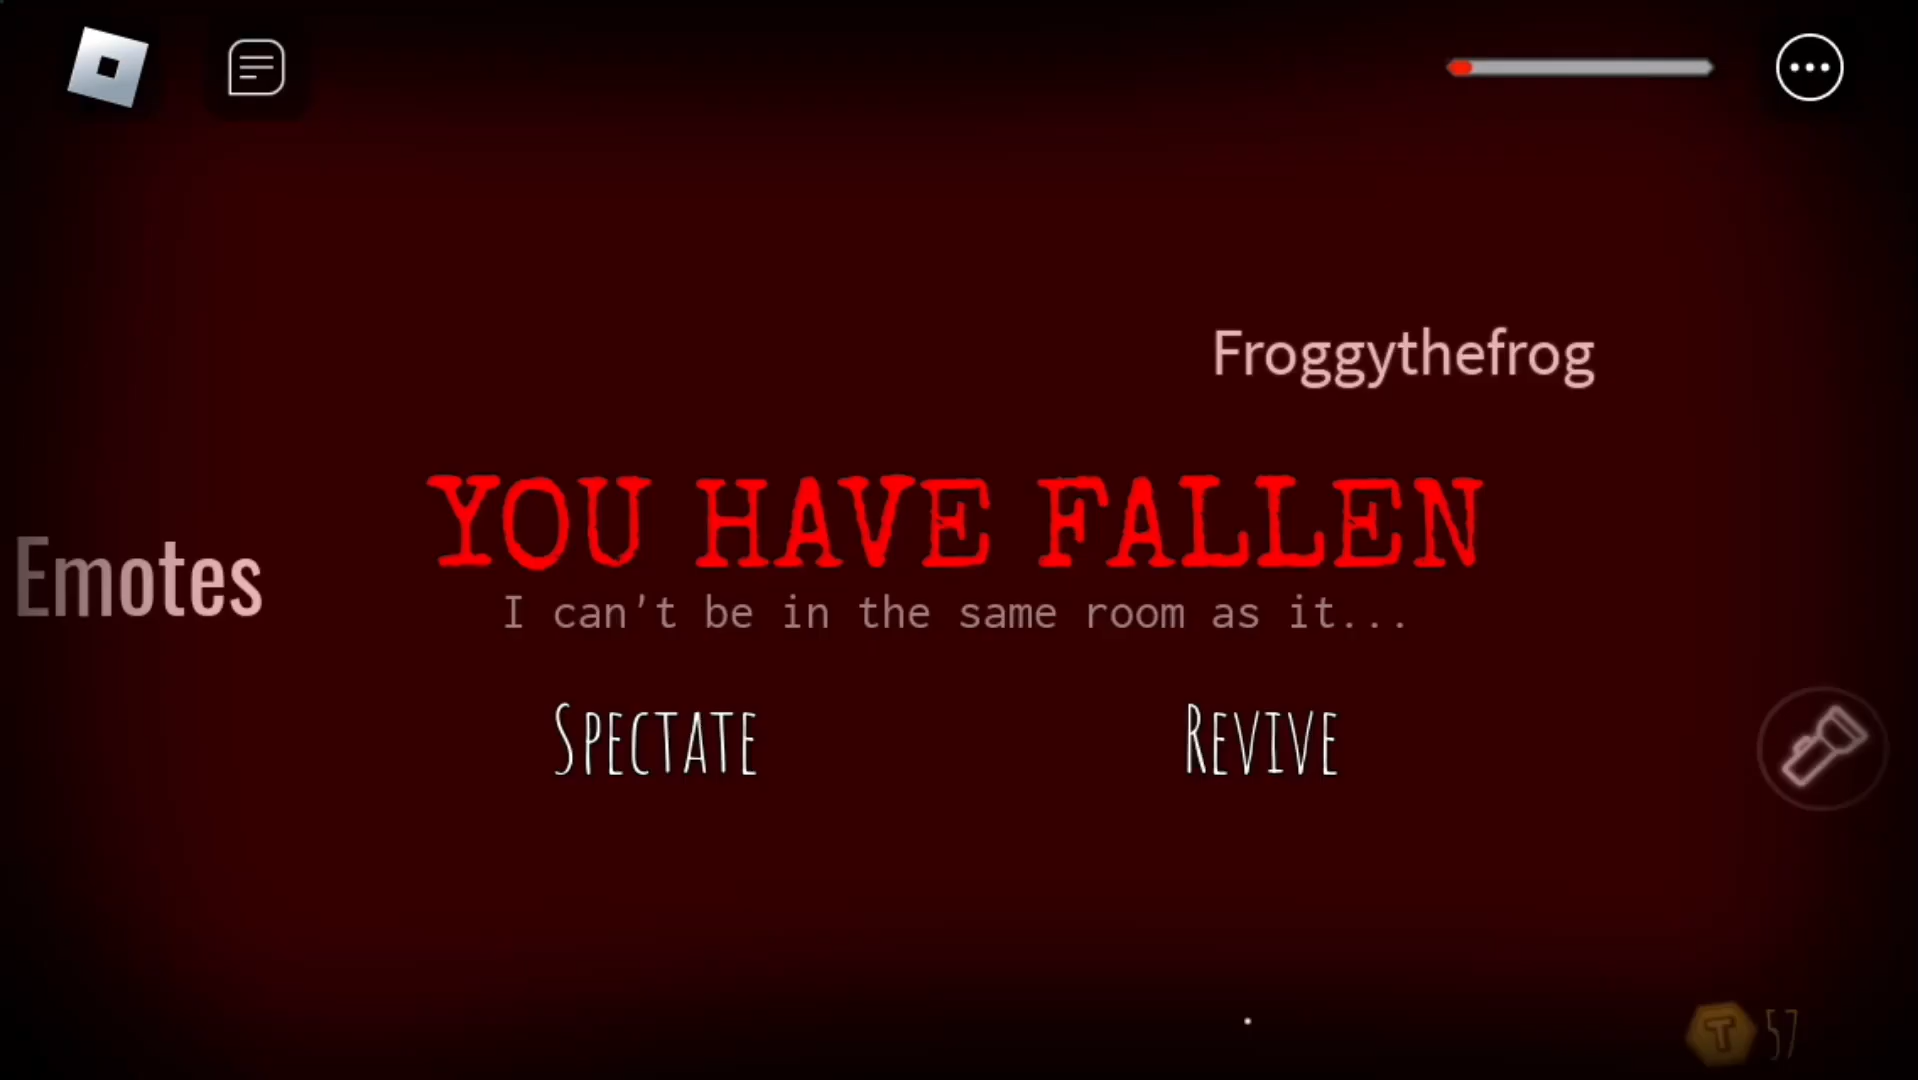 Froggythefrog
YOU HAVE FALLEN
Emotes
I can't be in the same room as it...
SPECTATE
REVIVE
T 57